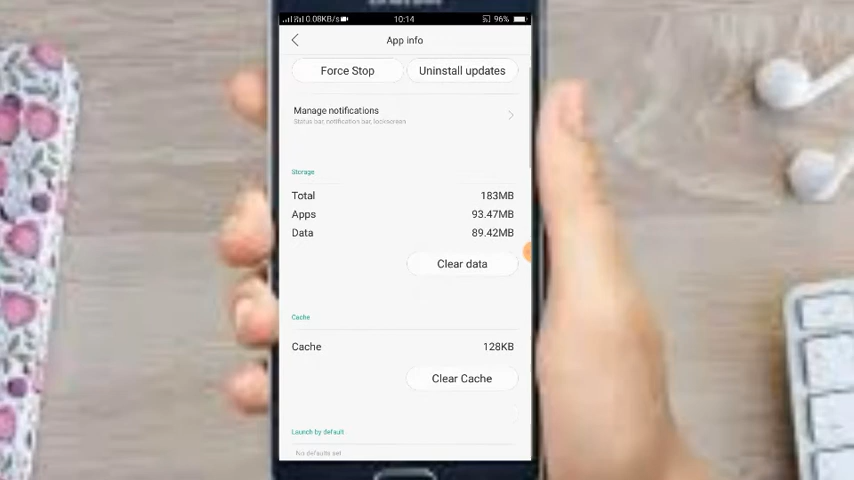 0.08KB/s 10:14 96%
App info
Force Stop Uninstall updates
Manage notifications
Status bar, notification bar, lockscreen
Storage
Total 183MB
Apps 93.47MB
Data 89.42MB
Clear data
Cache
Cache 128KB
Clear Cache
Launch by default
No defaults set